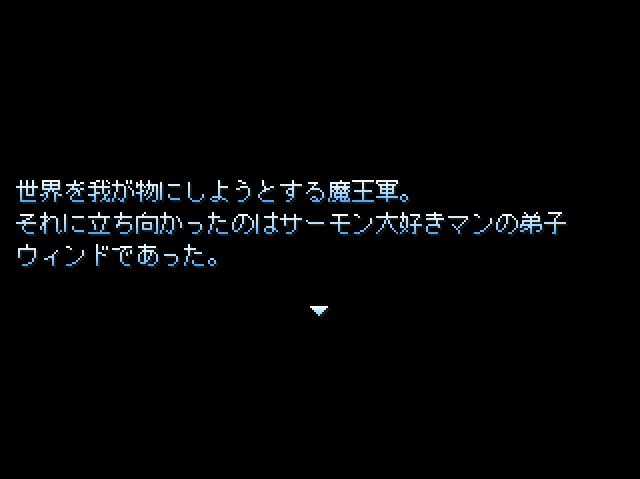 世界を我が物にしようとする魔王軍。
それに立ち向かったのはサーモン大好きマンの弟子
ウィンドであった。